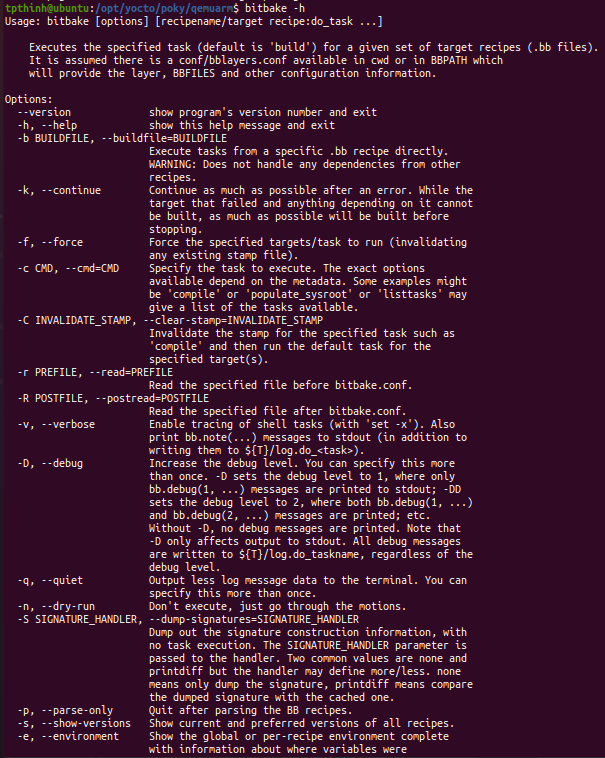 tpthinh@ubuntu:/opt/yocto/poky/qemuarm$ bitbake -h
Usage: bitbake [options] [recipename/target recipe:do_task ...]
Executes the specified task (default is 'build') for a given set of target recipes (.bb files).
It is assumed there is a conf/bblayers.conf available in cwd or in BBPATH which
will provide the layer, BBFILES and other configuration information.
Options:
--version show program's version number and exit
-h, --help show this help message and exit
-b BUILDFILE, --buildfile=BUILDFILE
Execute tasks from a specific .bb recipe directly.
WARNING: Does not handle any dependencies from other
recipes.
-k, --continue Continue as much as possible after an error. While the
target that failed and anything depending on it cannot
be built, as much as possible will be built before
stopping.
-f, --force Force the specified targets/task to run (invalidating
any existing stamp file).
-c CMD, --cmd=CMD Specify the task to execute. The exact options
available depend on the metadata. Some examples might
be 'compile' or 'populate_sysroot' or 'listtasks' may
give a list of the tasks available.
-C INVALIDATE_STAMP, --clear-stamp=INVALIDATE_STAMP
Invalidate the stamp for the specified task such as
'compile' and then run the default task for the
specified target(s).
-r PREFILE, --read=PREFILE
Read the specified file before bitbake.conf.
-R POSTFILE, --postread=POSTFILE
Read the specified file after bitbake.conf.
-v, --verbose Enable tracing of shell tasks (with 'set -x'). Also
print bb.note(...) messages to stdout (in addition to
writing them to ${T}/log.do_<task>).
-D, --debug Increase the debug level. You can specify this more
than once. -D sets the debug level to 1, where only
bb.debug(1, ...) messages are printed to stdout; -DD
sets the debug level to 2, where both bb.debug(1, ...)
and bb.debug(2, ...) messages are printed; etc.
Without -D, no debug messages are printed. Note that
-D only affects output to stdout. All debug messages
are written to ${T}/log.do_taskname, regardless of the
debug level.
-q, --quiet Output less log message data to the terminal. You can
specify this more than once.
-n, --dry-run Don't execute, just go through the motions.
-S SIGNATURE_HANDLER, --dump-signatures=SIGNATURE_HANDLER
Dump out the signature construction information, with
no task execution. The SIGNATURE_HANDLER parameter is
passed to the handler. Two common values are none and
printdiff but the handler may define more/less. none
means only dump the signature, printdiff means compare
the dumped signature with the cached one.
-p, --parse-only Quit after parsing the BB recipes.
-s, --show-versions Show current and preferred versions of all recipes.
-e, --environment Show the global or per-recipe environment complete
with information about where variables were